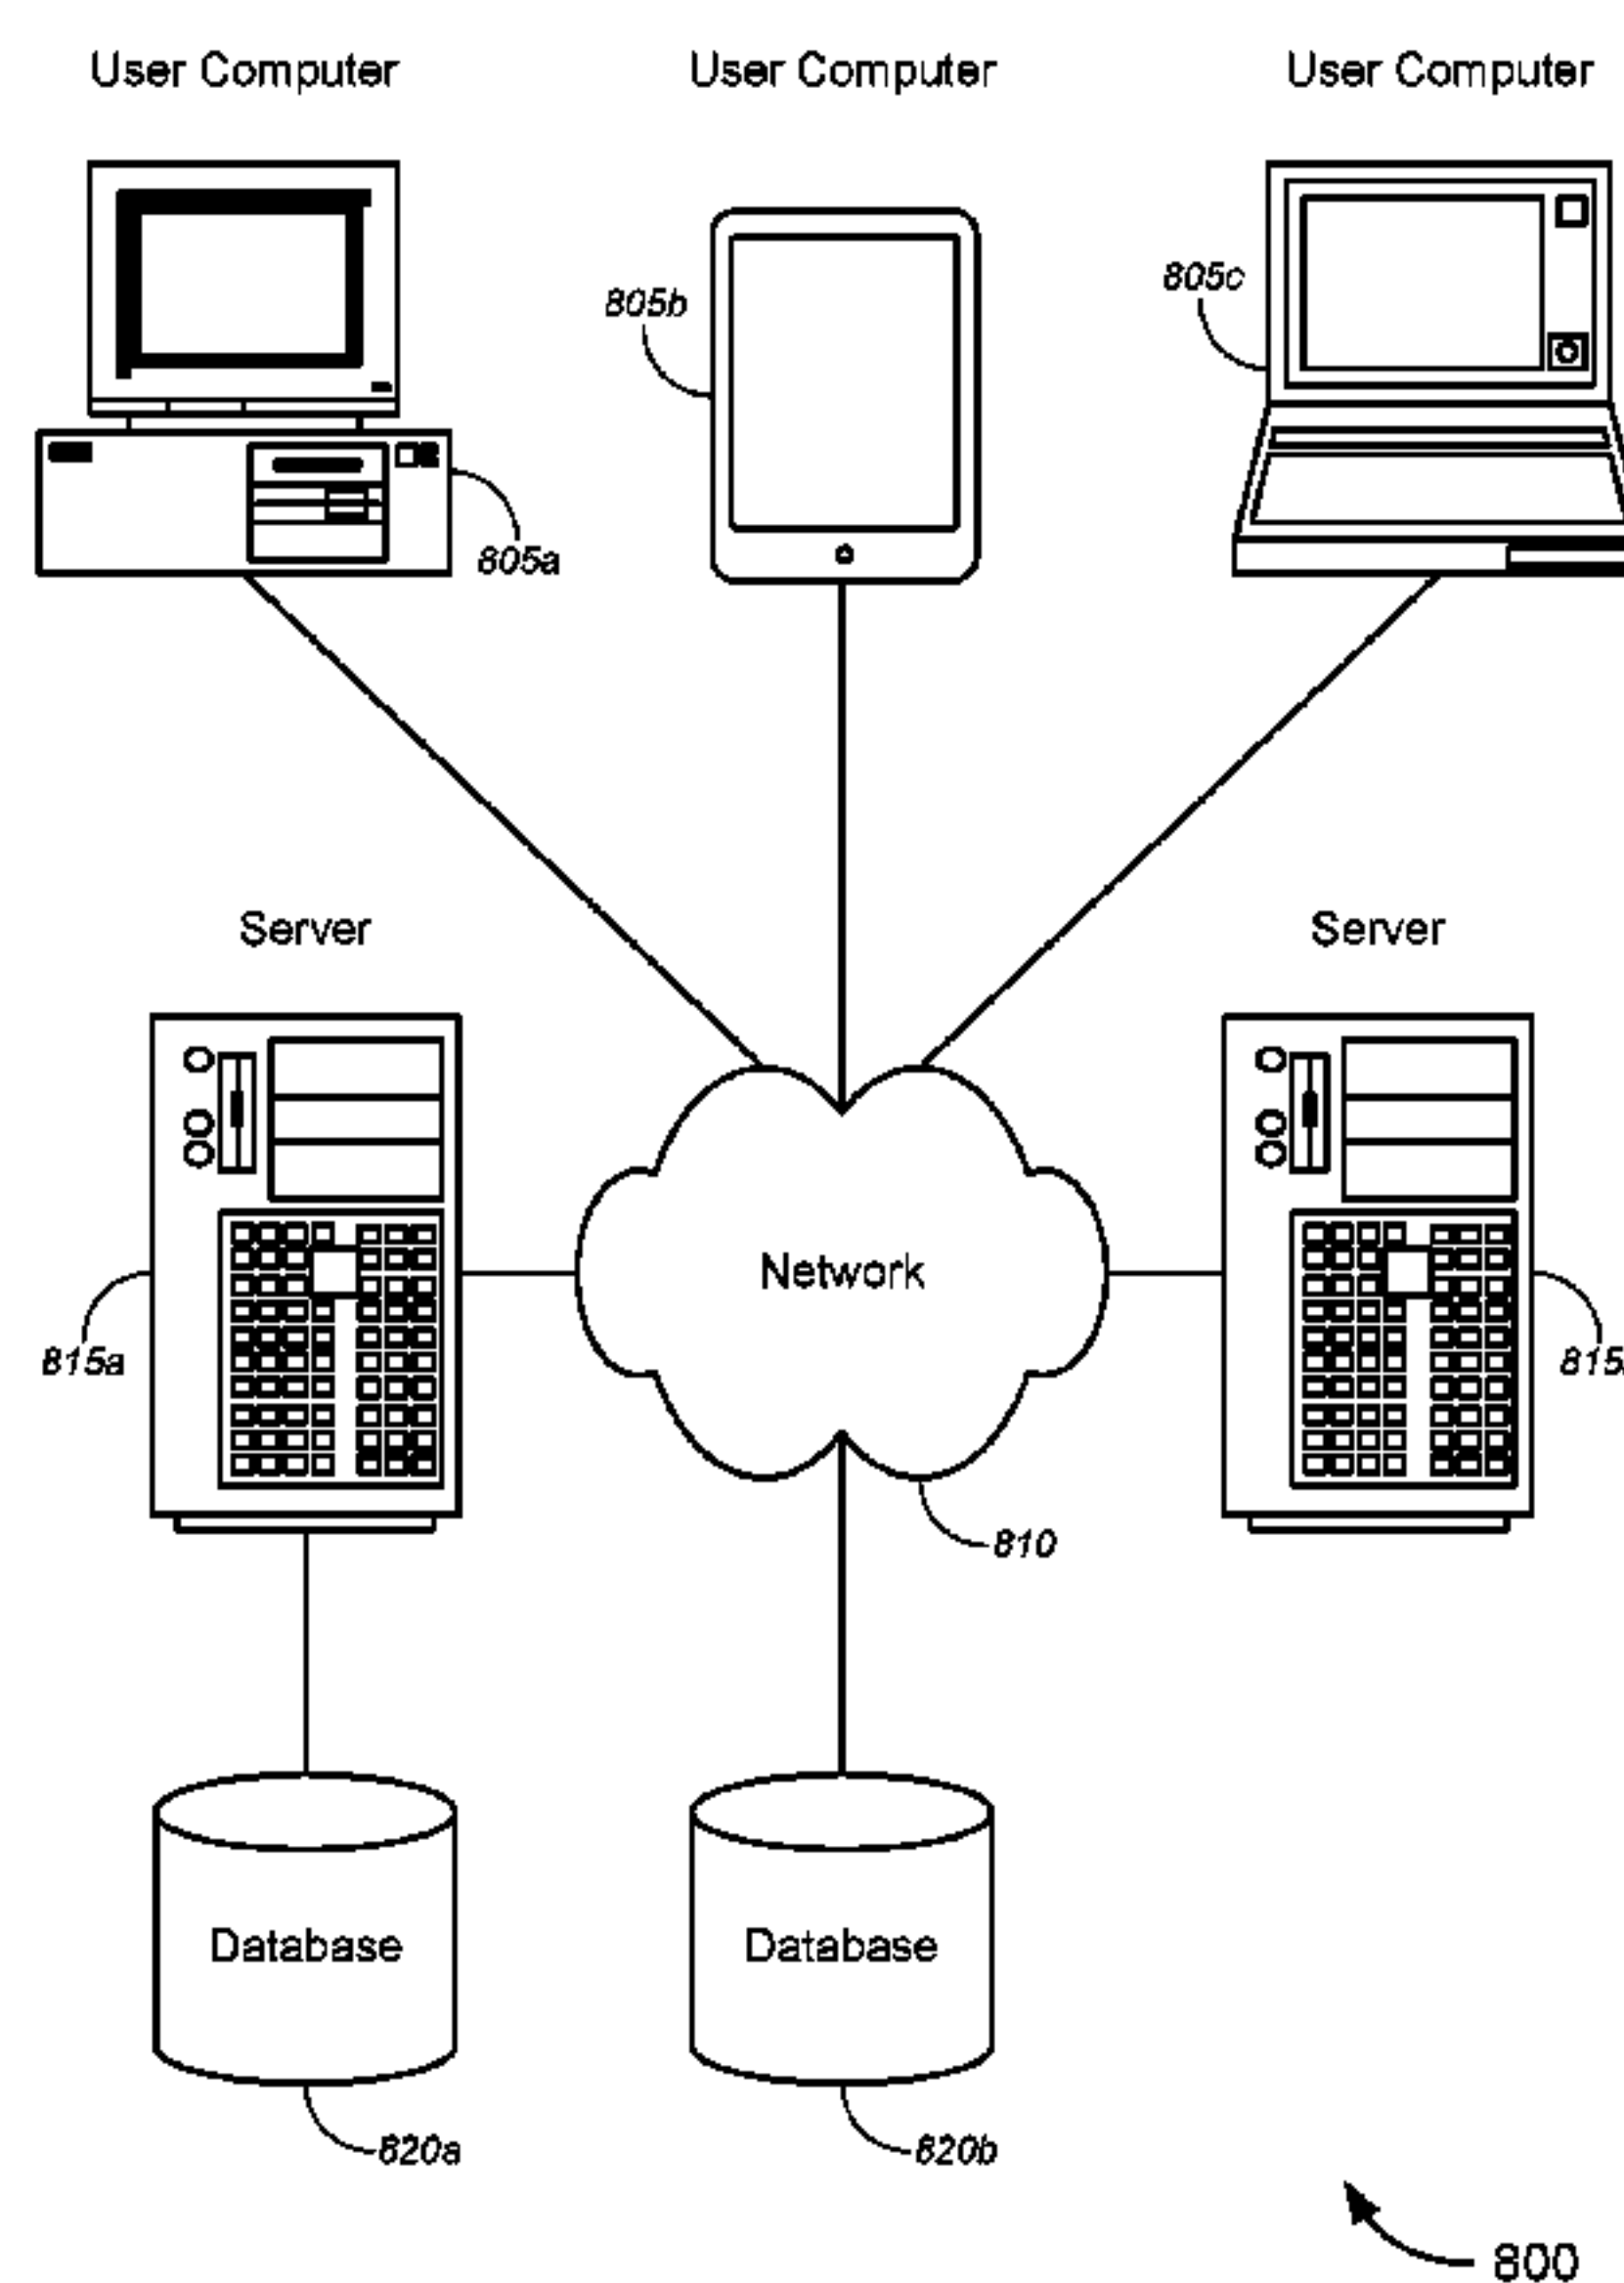 User Computer
User Computer
User Computer
805b
805c
805a
Server
Server
Network
815a
810
Database
Database
820a
820b
800